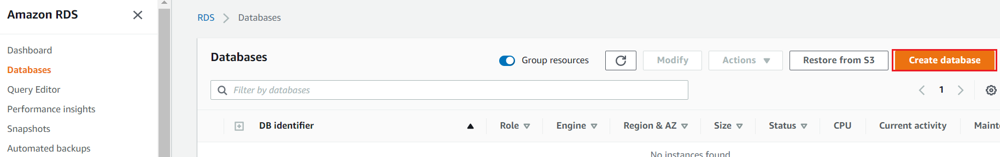 Amazon RDS
Dashboard
Databases
Query Editor
Performance insights
Snapshots
Automated backups
RDS Databases
Databases
Group resources Modify Actions Restore from S3 Create database
Filter by databases
1
DB identifier Role Engine Region & AZ Size Status CPU Current activity
No instances found